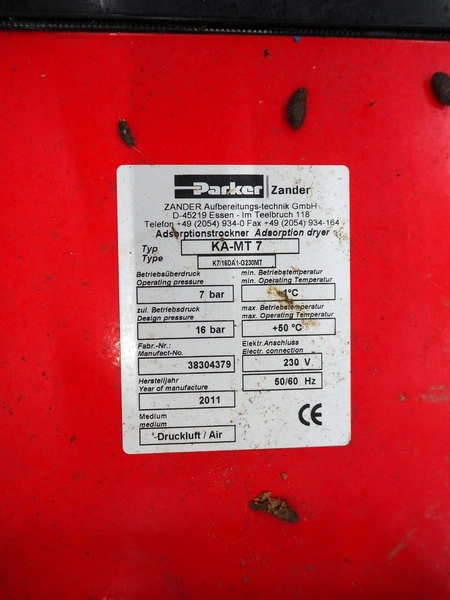 Parker Zander
ZANDER Aufbereitungs-technik GmbH
D-45219 Essen - Im Teelbruch 118
Telefon +49 (2054) 934-0 Fax +49 (2054) 934-164
Adsorptionstrockner Adsorption dryer
Typ KA-MT 7
Type K7/16DA1-G230MT
Betriebsüberdruck
Operating pressure
7 bar
zul. Betriebsdruck
Design pressure
16 bar
Fabr.-Nr.:
Manufact-No.
38304379
Herstelljahr
Year of manufacture
2011
Medium
medium
Druckluft / Air
min. Betriebstemperatur
min. Operating Temperatur
1°C
max. Betriebstemperatur
max. Operating Temperatur
+50 °C
Elektr.Anschluss
Electr. connection
230 V
50/60 Hz
CE